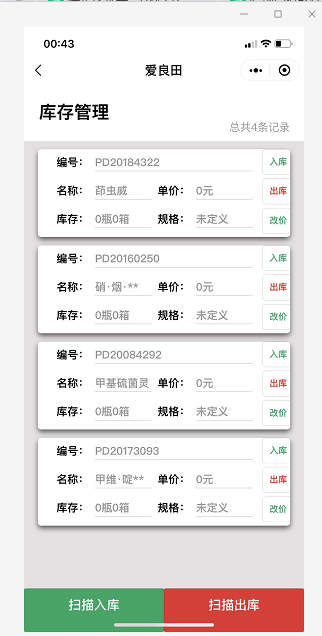 00:43
爱良田
库存管理
总共4条记录
编号: PD20184322 入库
名称: 茚虫威 单价: 0元 出库
库存: 0瓶0箱 规格: 未定义 改价
编号: PD20160250 入库
名称: 硝·烟·** 单价: 0元 出库
库存: 0瓶0箱 规格: 未定义 改价
编号: PD20084292 入库
名称: 甲基硫菌灵 单价: 0元 出库
库存: 0瓶0箱 规格: 未定义 改价
编号: PD20173093 入库
名称: 甲维·啶** 单价: 0元 出库
库存: 0瓶0箱 规格: 未定义 改价
扫描入库 扫描出库